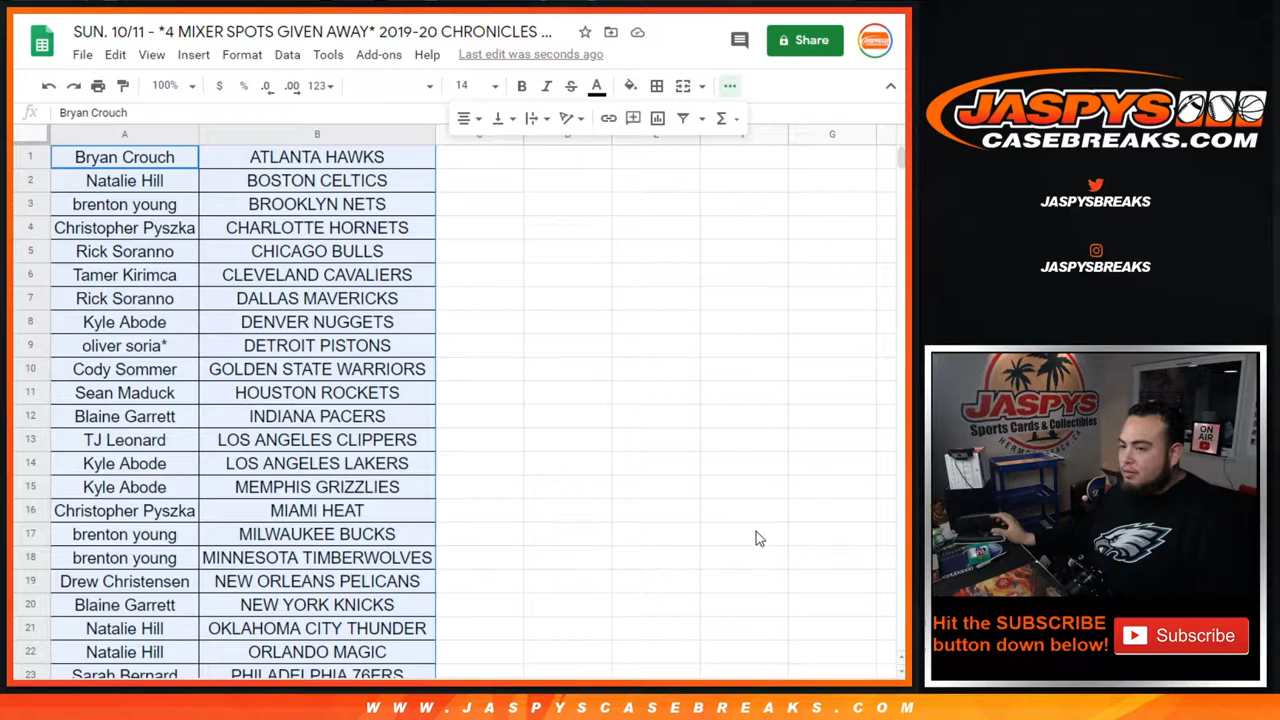 SUN. 10/11 - *4 MIXER SPOTS GIVEN AWAY* 2019-20 CHRONICLES ...
File Edit View Insert Format Data Tools Add-ons Help Last edit was seconds ago
Share
100% $ % .0 .00 123 14 B I S A
fx Bryan Crouch
A B C D E F G
1 Bryan Crouch ATLANTA HAWKS
2 Natalie Hill BOSTON CELTICS
3 brenton young BROOKLYN NETS
4 Christopher Pyszka CHARLOTTE HORNETS
5 Rick Soranno CHICAGO BULLS
6 Tamer Kirimca CLEVELAND CAVALIERS
7 Rick Soranno DALLAS MAVERICKS
8 Kyle Abode DENVER NUGGETS
9 oliver soria* DETROIT PISTONS
10 Cody Sommer GOLDEN STATE WARRIORS
11 Sean Maduck HOUSTON ROCKETS
12 Blaine Garrett INDIANA PACERS
13 TJ Leonard LOS ANGELES CLIPPERS
14 Kyle Abode LOS ANGELES LAKERS
15 Kyle Abode MEMPHIS GRIZZLIES
16 Christopher Pyszka MIAMI HEAT
17 brenton young MILWAUKEE BUCKS
18 brenton young MINNESOTA TIMBERWOLVES
19 Drew Christensen NEW ORLEANS PELICANS
20 Blaine Garrett NEW YORK KNICKS
21 Natalie Hill OKLAHOMA CITY THUNDER
22 Natalie Hill ORLANDO MAGIC
23 Sarah Bernard PHILADELPHIA 76ERS
JASPYS
CASEBREAKS.COM
JASPYSBREAKS
JASPYSBREAKS
JASPYS
Sports Cards & Collectibles
HERMOSA BEACH, CA
ON AIR
Hit the SUBSCRIBE
button down below!
Subscribe
WWW.JASPYSCASEBREAKS.COM